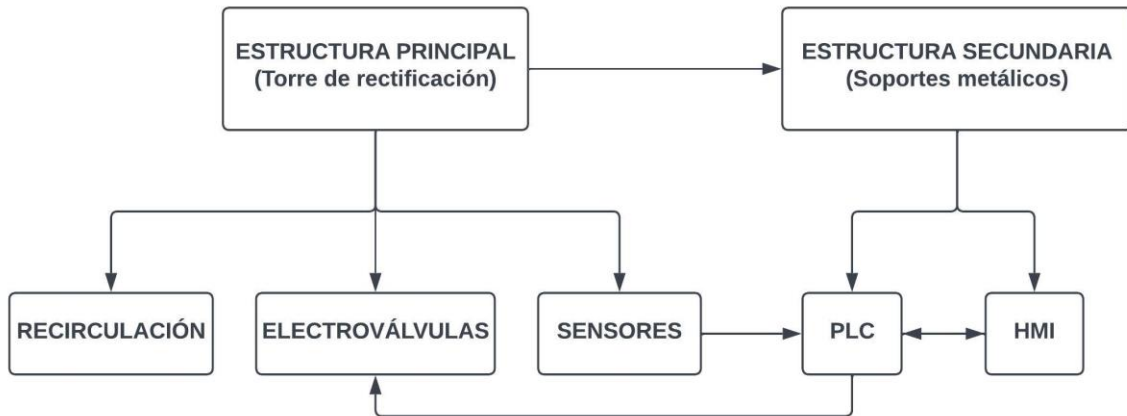 ESTRUCTURA PRINCIPAL
(Torre de rectificación)
ESTRUCTURA SECUNDARIA
(Soportes metálicos)
RECIRCULACIÓN
ELECTROVÁLVULAS
SENSORES
PLC
HMI